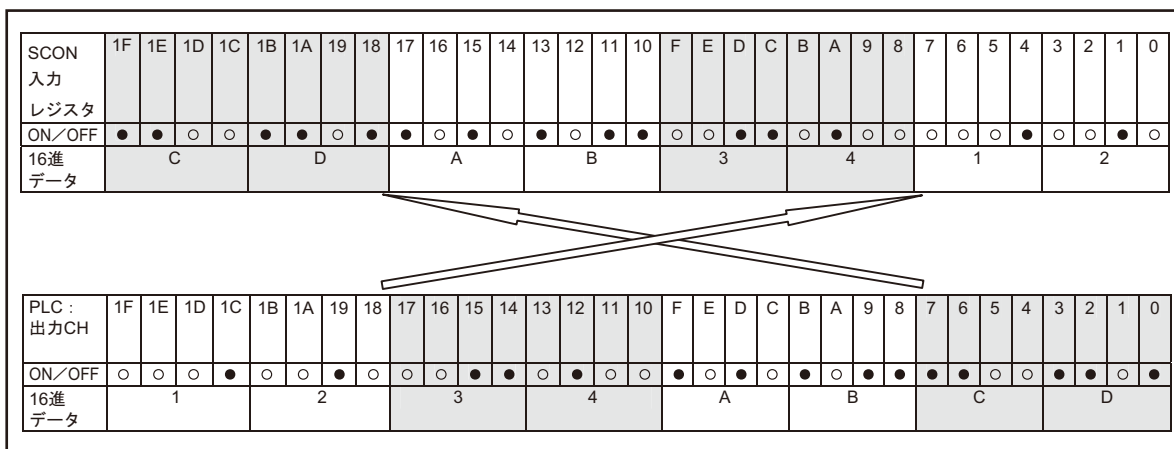 SCON
入力
レジスタ
1F 1E 1D 1C 1B 1A 19 18 17 16 15 14 13 12 11 10 F E D C B A 9 8 7 6 5 4 3 2 1 0
ON／OFF ● ● ○ ○ ● ● ○ ● ● ○ ● ○ ● ○ ● ● ○ ○ ● ● ○ ● ○ ○ ○ ○ ○ ● ○ ○ ● ○
16進
データ
C D A B 3 4 1 2
PLC：
出力CH
1F 1E 1D 1C 1B 1A 19 18 17 16 15 14 13 12 11 10 F E D C B A 9 8 7 6 5 4 3 2 1 0
ON／OFF ○ ○ ○ ● ○ ○ ● ○ ○ ○ ● ● ○ ● ○ ○ ● ○ ● ○ ● ○ ● ● ● ● ○ ○ ● ● ○ ●
16進
データ
1 2 3 4 A B C D